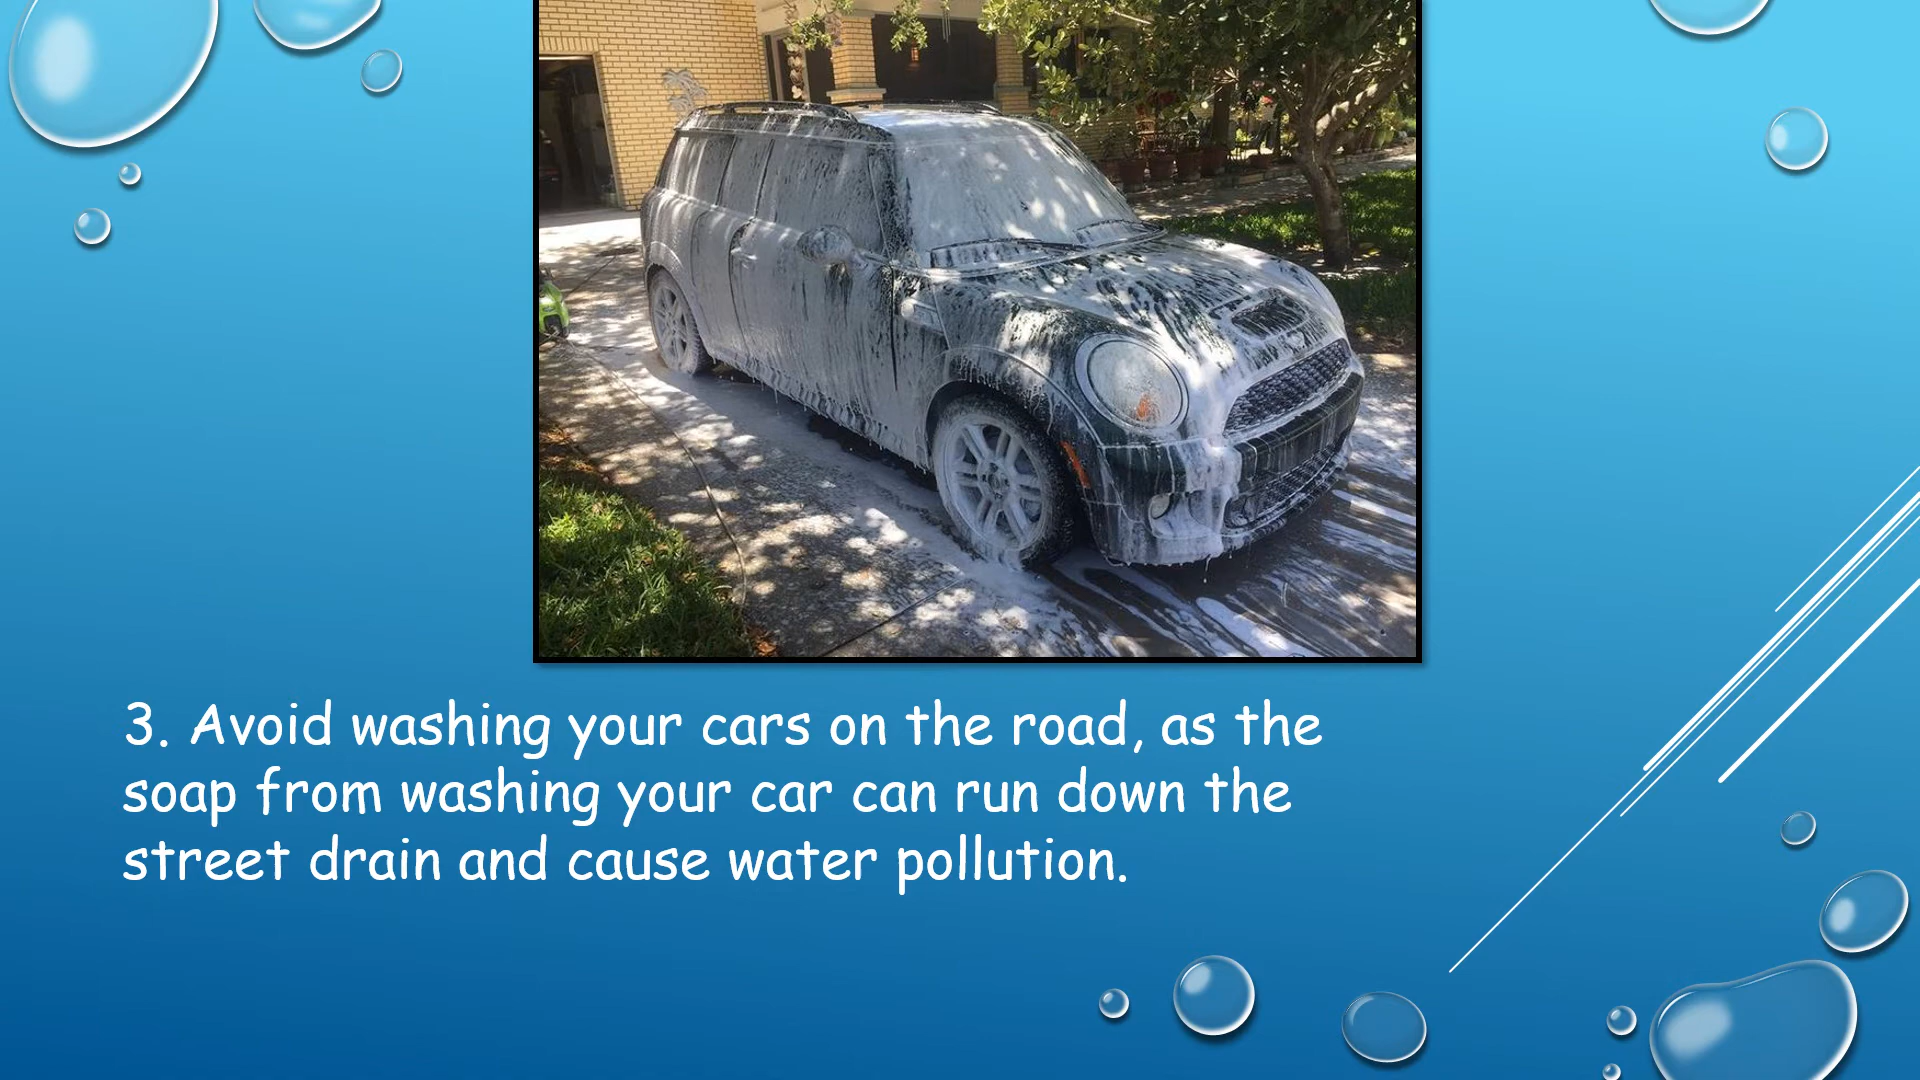 3. Avoid washing your cars on the road, as the
soap from washing your car can run down the
street drain and cause water pollution.